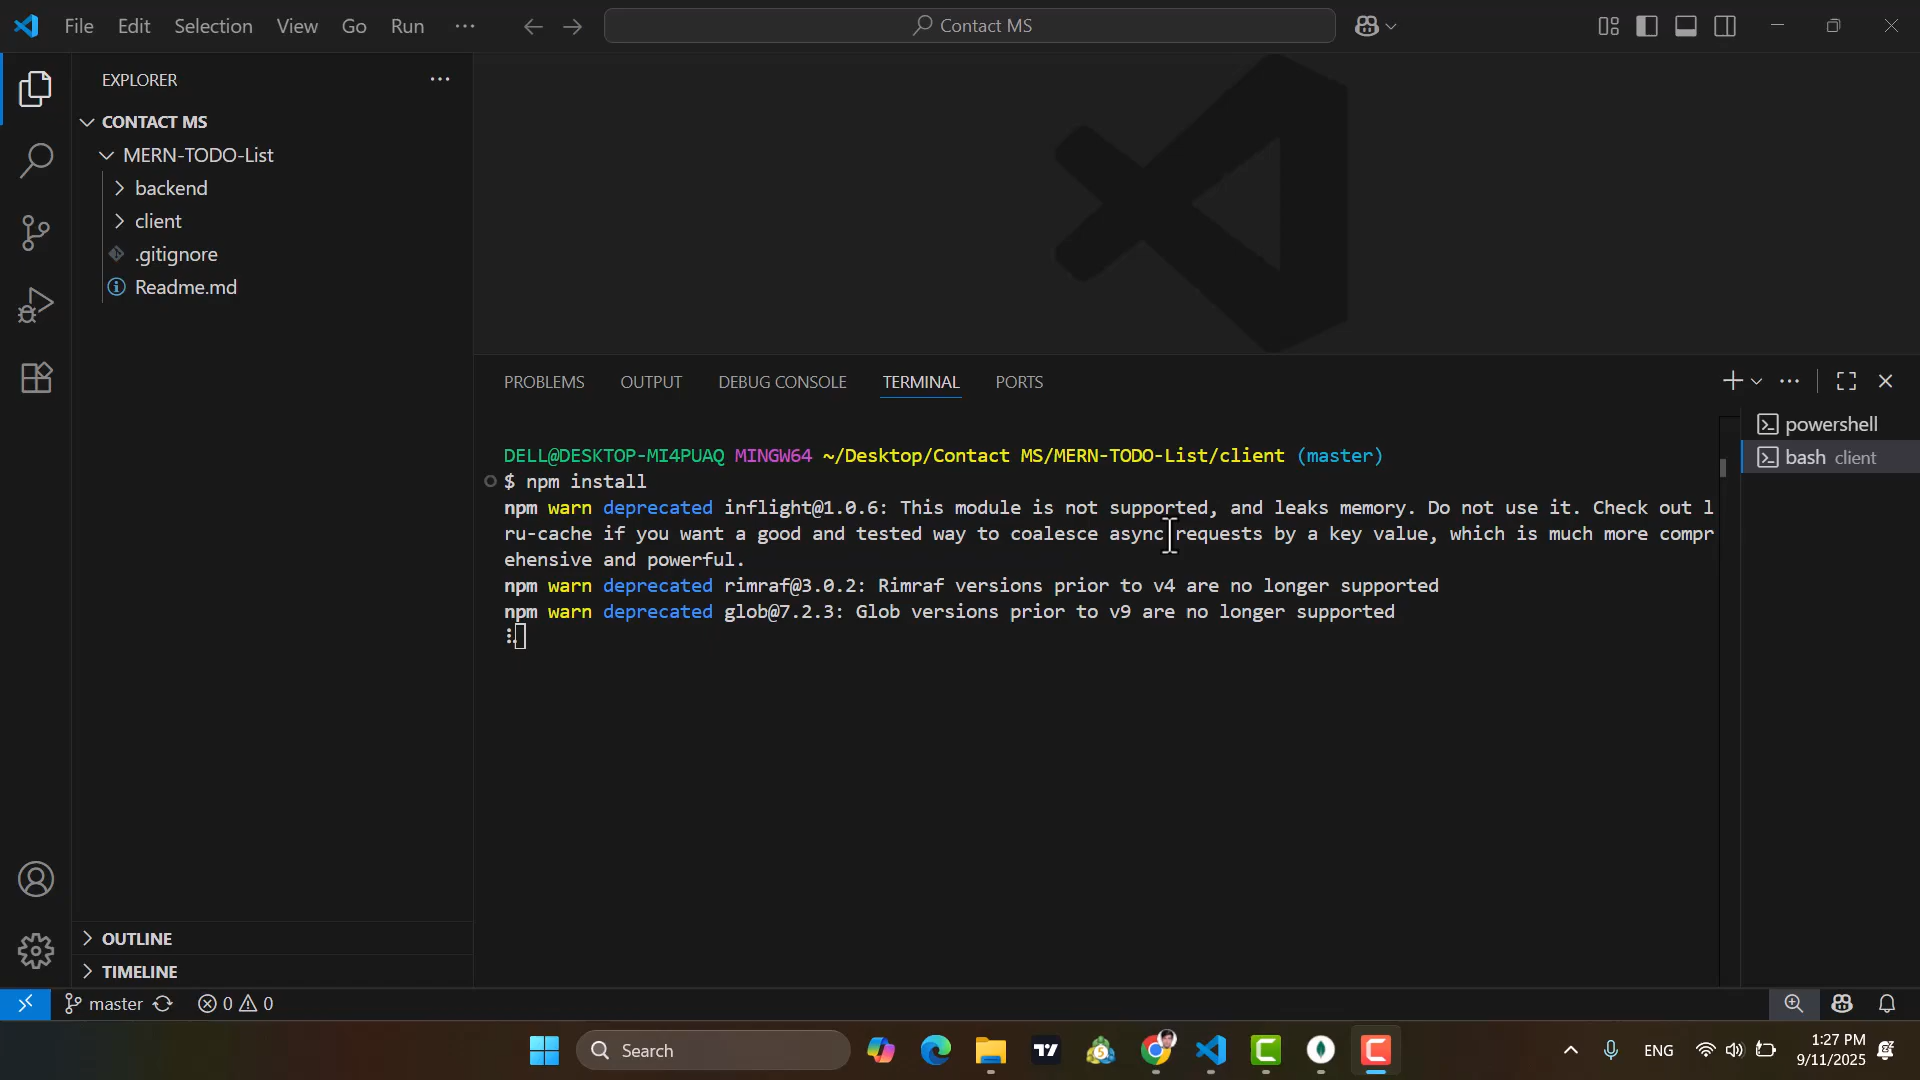 File Edit Selection View Go Run ···
Contact MS
EXPLORER
CONTACT MS
MERN-TODO-List
backend
client
.gitignore
Readme.md
OUTLINE
TIMELINE
PROBLEMS OUTPUT DEBUG CONSOLE TERMINAL PORTS
powershell
bash client
DELL@DESKTOP-MI4PUAQ MINGW64 ~/Desktop/Contact MS/MERN-TODO-List/client (master)
$ npm install
npm warn deprecated inflight@1.0.6: This module is not supported, and leaks memory. Do not use it. Check out l
ru-cache if you want a good and tested way to coalesce async requests by a key value, which is much more compr
ehensive and powerful.
npm warn deprecated rimraf@3.0.2: Rimraf versions prior to v4 are no longer supported
npm warn deprecated glob@7.2.3: Glob versions prior to v9 are no longer supported
master 0 0
Search
ENG
1:27 PM
9/11/2025